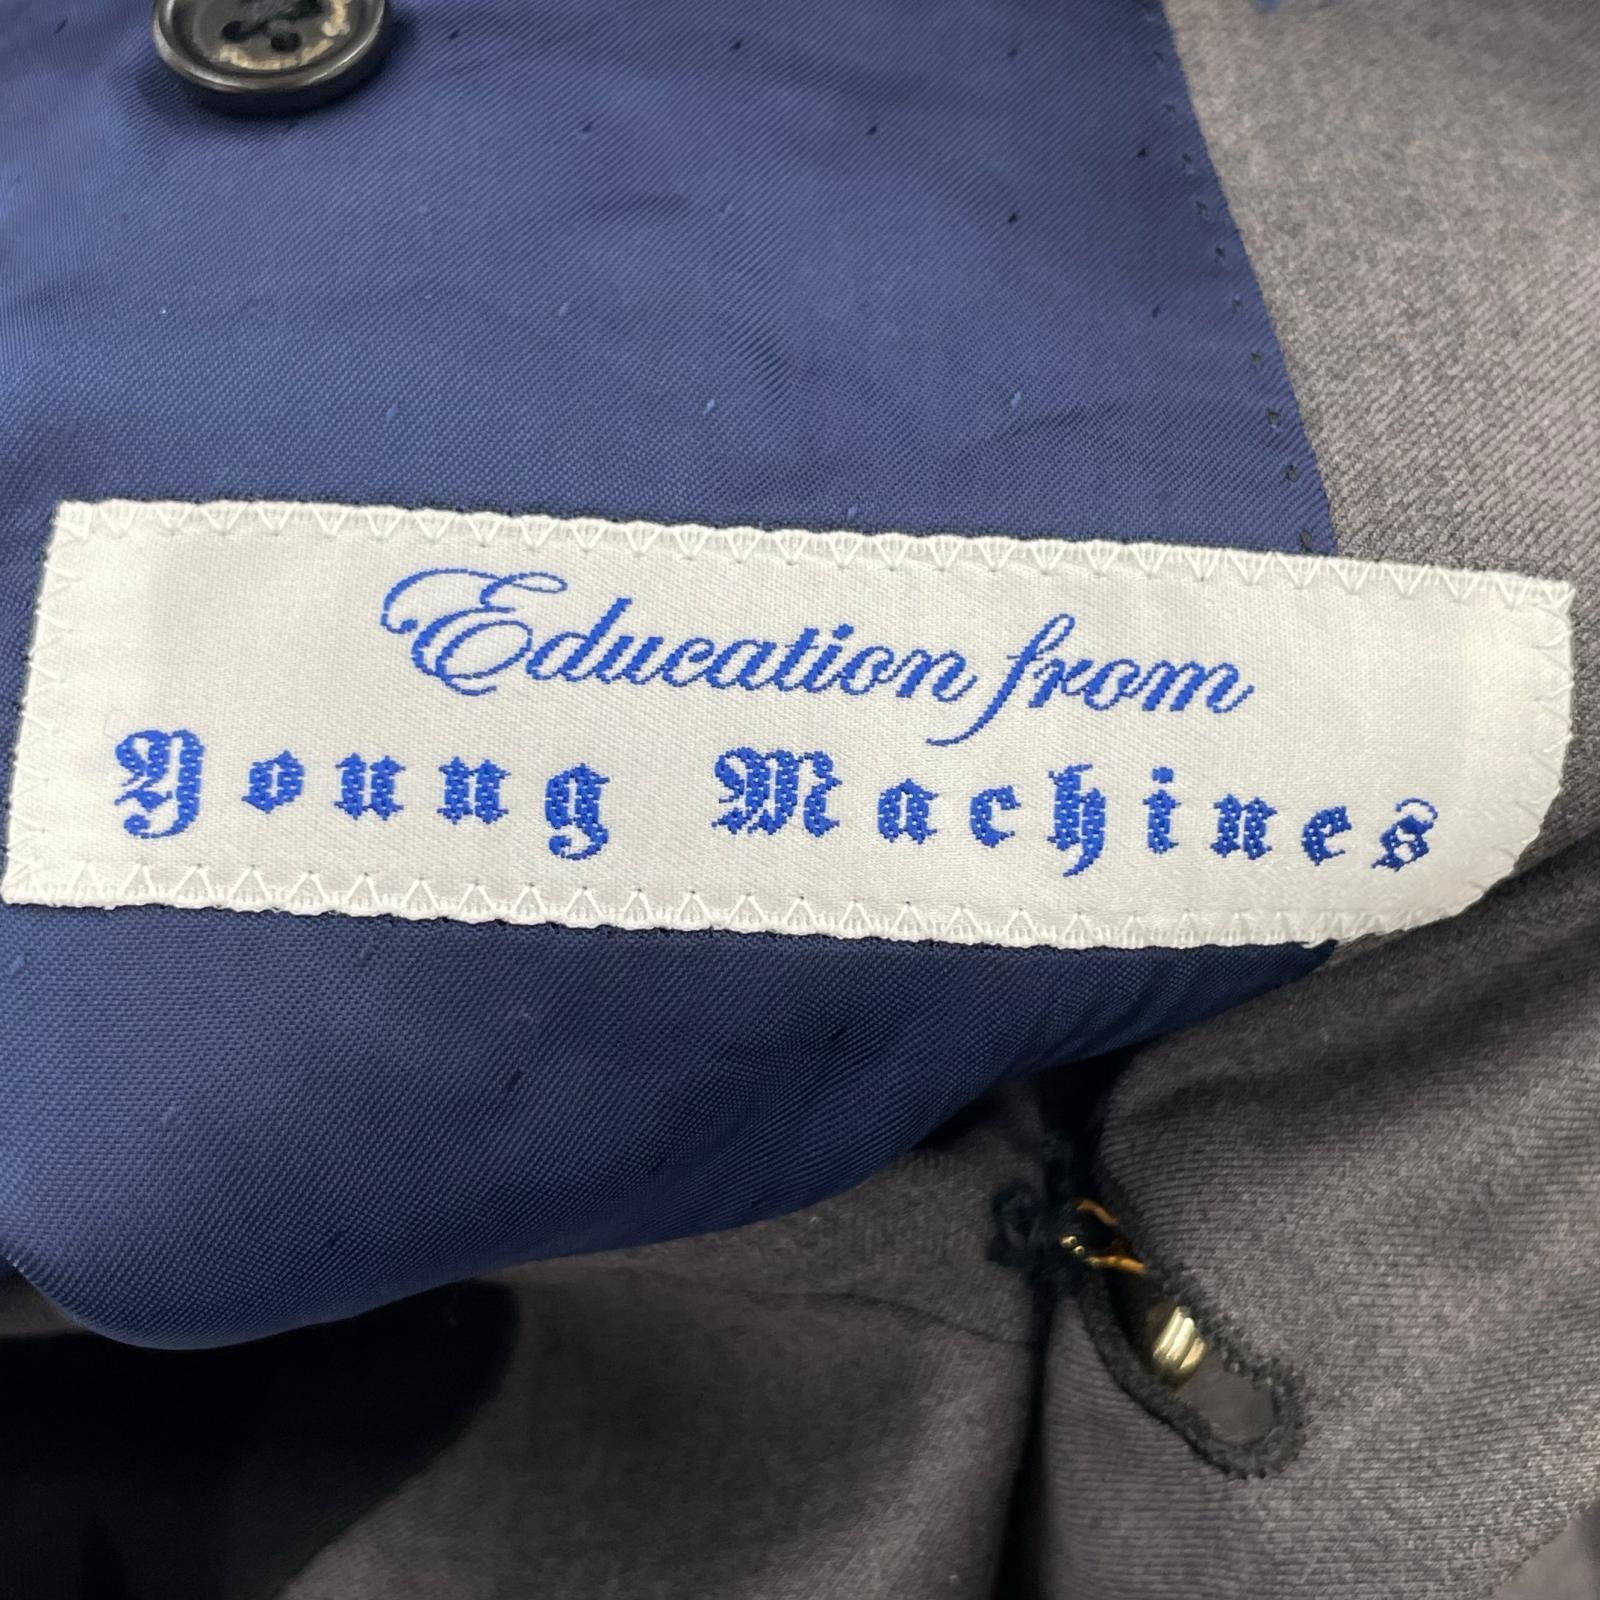 Education from
Young Machines